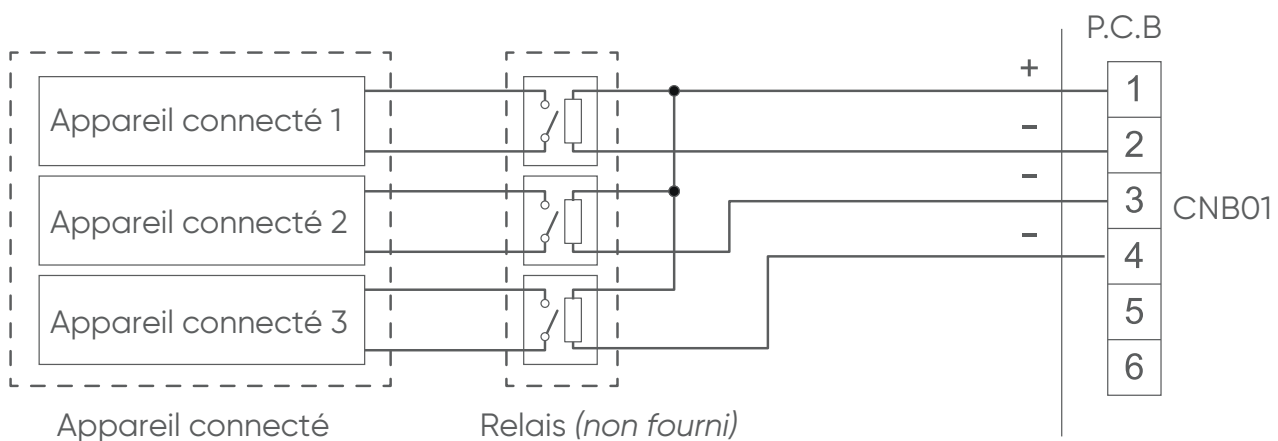 P.C.B
+
1
Appareil connecté 1
–
2
–
Appareil connecté 2
3
CNB01
–
4
Appareil connecté 3
5
6
Appareil connecté
Relais (non fourni)